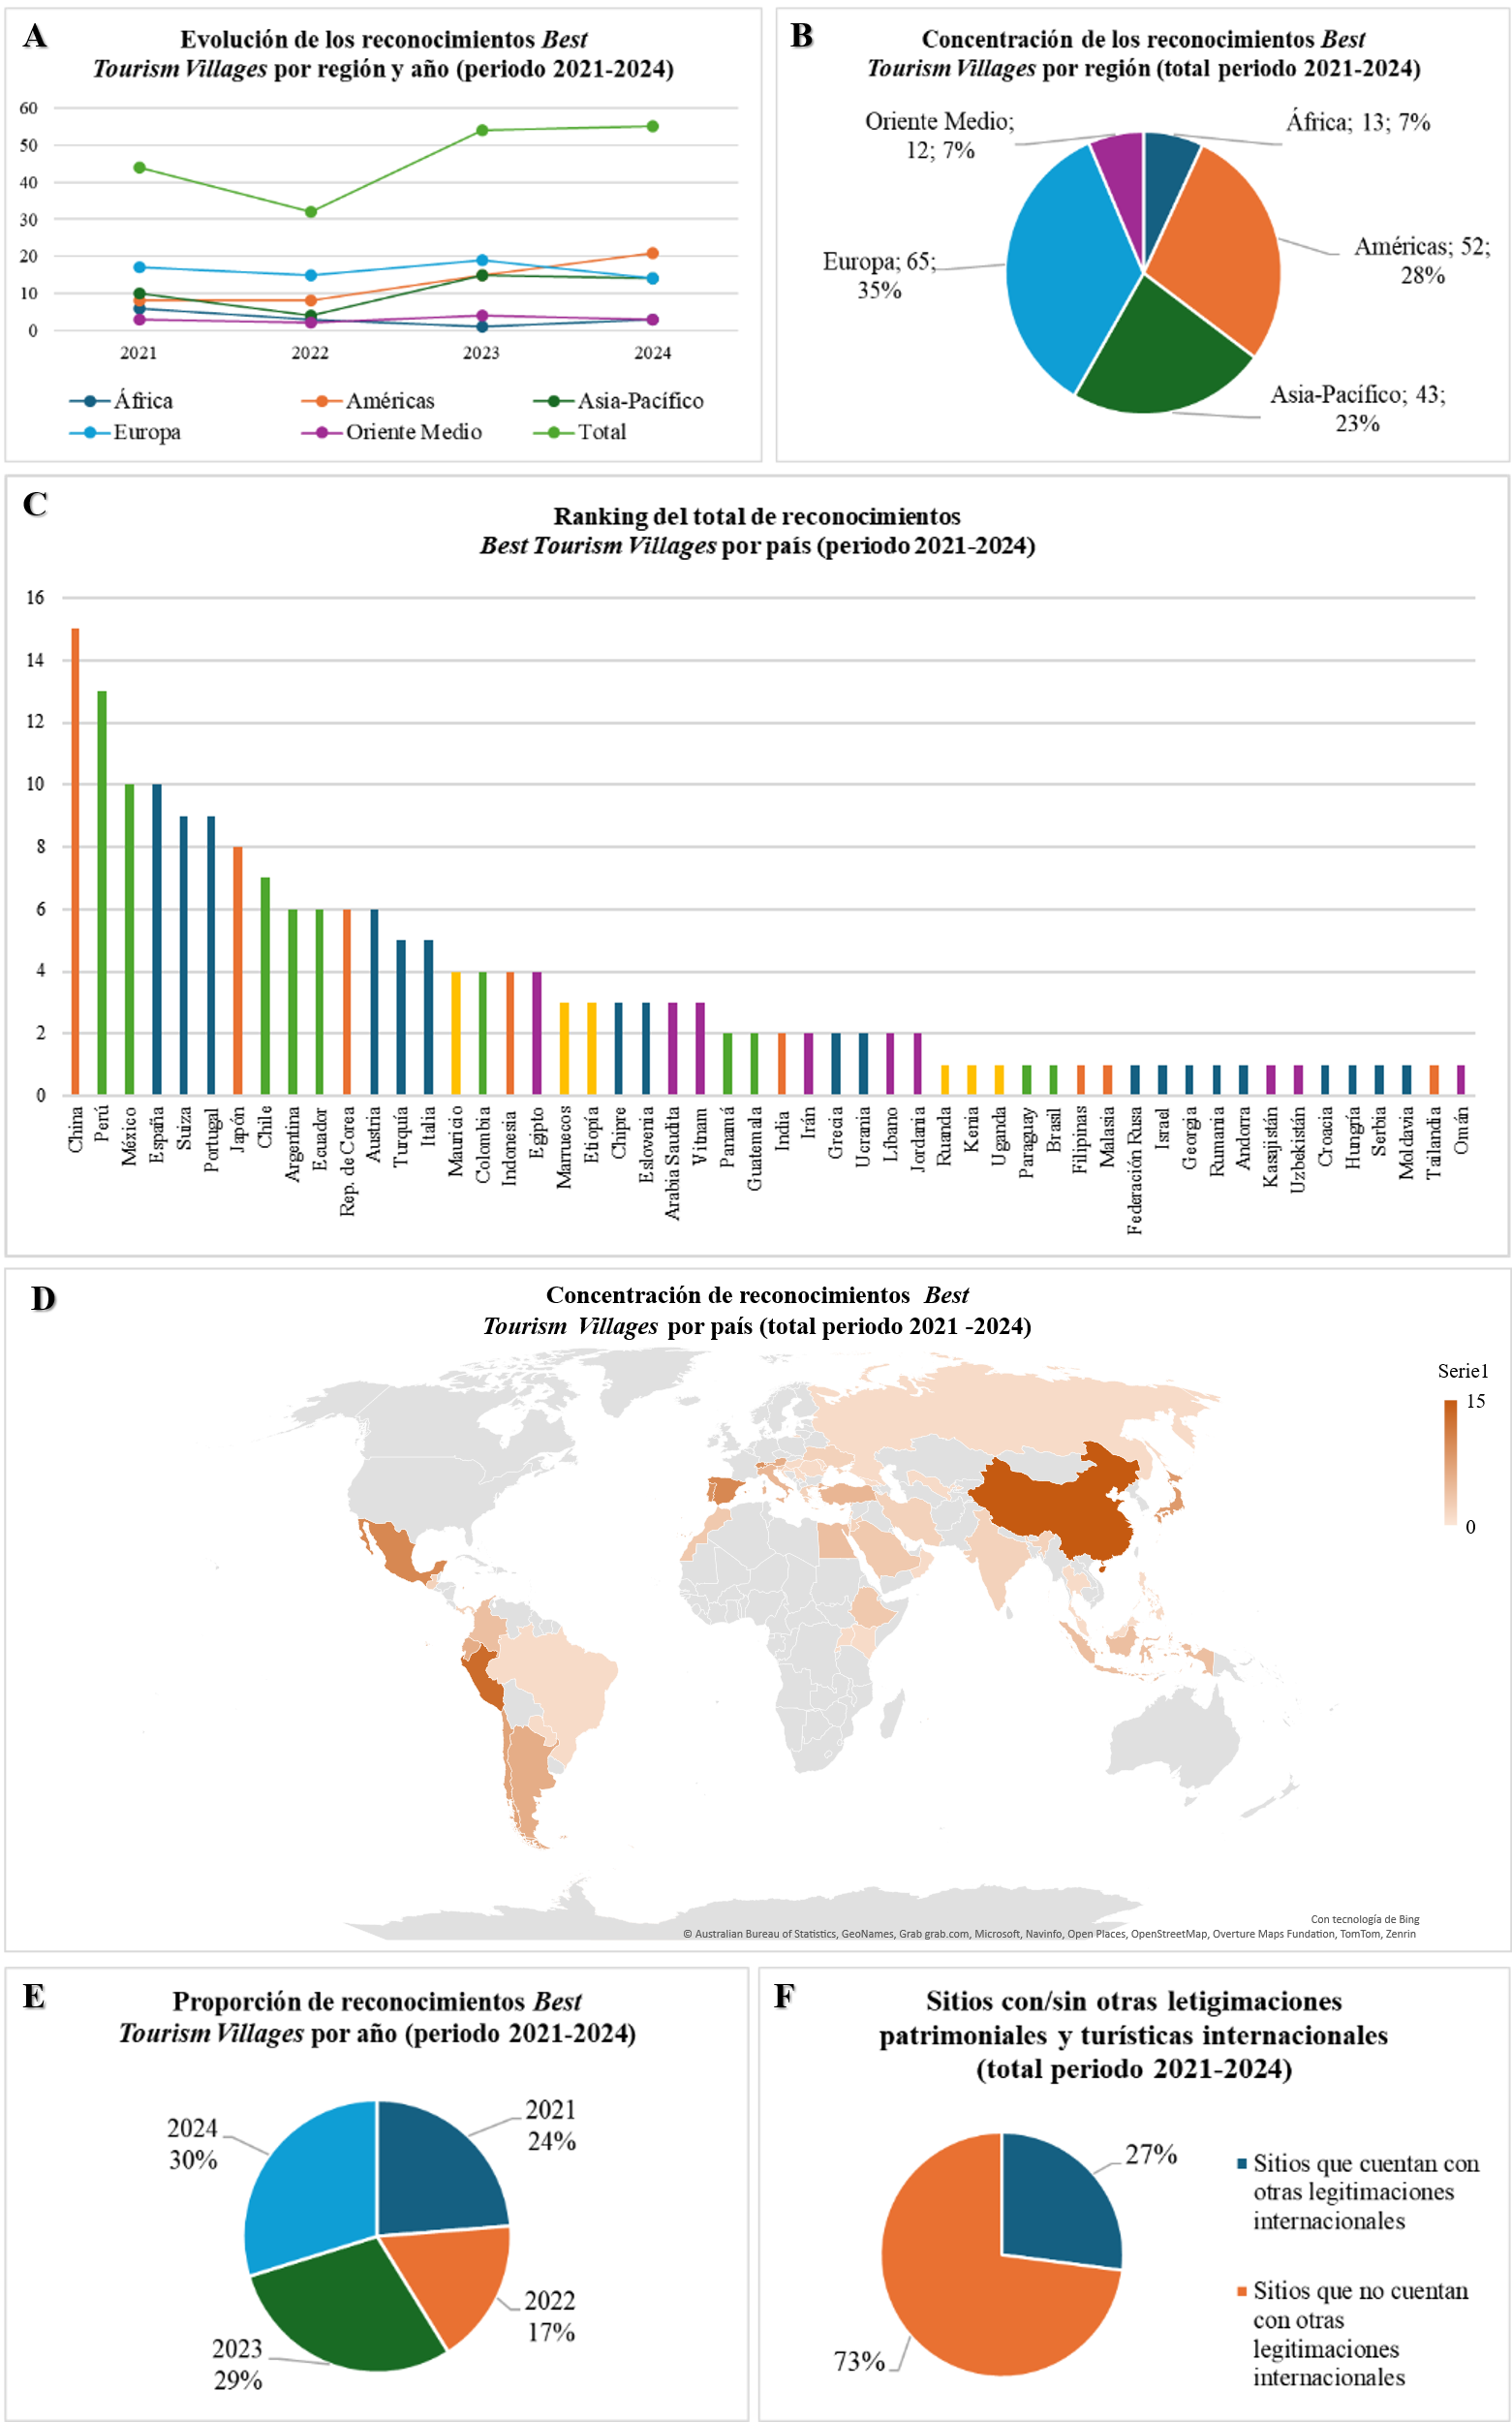 A
Evolución de los reconocimientos Best
Tourism Villages por región y año (periodo 2021-2024)
60
50
40
30
20
10
0
2021 2022 2023 2024
África Américas Asia-Pacífico
Europa Oriente Medio Total
B
Concentración de los reconocimientos Best
Tourism Villages por región (total periodo 2021-2024)
Oriente Medio;
12; 7%
África; 13; 7%
Europa; 65;
35%
Américas; 52;
28%
Asia-Pacífico; 43;
23%
C
Ranking del total de reconocimientos
Best Tourism Villages por país (periodo 2021-2024)
16
14
12
10
8
6
4
2
0
China
Perú
México
España
Suiza
Portugal
Japón
Chile
Argentina
Ecuador
Rep. de Corea
Austria
Turquía
Italia
Mauricio
Colombia
Indonesia
Egipto
Marruecos
Etiopía
Chipre
Eslovenia
Arabia Saudita
Vitnam
Panamá
Guatemala
India
Irán
Grecia
Ucrania
Líbano
Jordania
Ruanda
Kenia
Uganda
Paraguay
Brasil
Filipinas
Malasia
Federación Rusa
Israel
Georgia
Rumania
Andorra
Kasajistán
Uzbekistán
Croacia
Hungría
Serbia
Moldavia
Tailandia
Omán
D
Concentración de reconocimientos Best
Tourism Villages por país (total periodo 2021 -2024)
Serie1
15
0
Con tecnología de Bing
© Australian Bureau of Statistics, GeoNames, Grab grab.com, Microsoft, Navinfo, Open Places, OpenStreetMap, Overture Maps Fundation, TomTom, Zenrin
E
Proporción de reconocimientos Best
Tourism Villages por año (periodo 2021-2024)
2024
30%
2021
24%
2022
17%
2023
29%
F
Sitios con/sin otras letigimaciones
patrimoniales y turísticas internacionales
(total periodo 2021-2024)
27%
73%
Sitios que cuentan con
otras legitimaciones
internacionales
Sitios que no cuentan
con otras
legitimaciones
internacionales